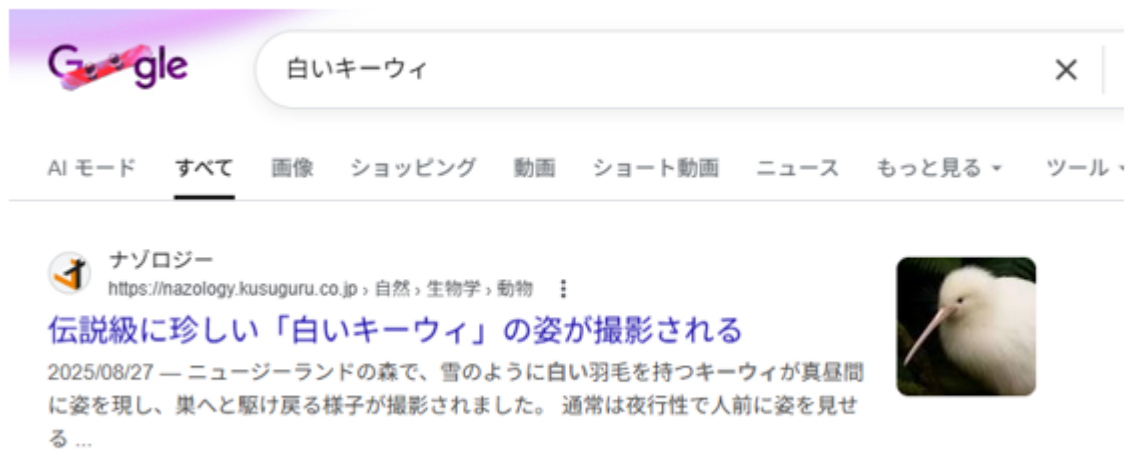 Google
白いキーウィ
AI モード すべて 画像 ショッピング 動画 ショート動画 ニュース もっと見る ツール
ナゾロジー
https://nazology.kusuguru.co.jp › 自然 › 生物学 › 動物
伝説級に珍しい「白いキーウィ」の姿が撮影される
2025/08/27 — ニュージーランドの森で、雪のように白い羽毛を持つキーウィが真昼間
に姿を現し、巣へと駆け戻る様子が撮影されました。 通常は夜行性で人前に姿を見せ
る ...